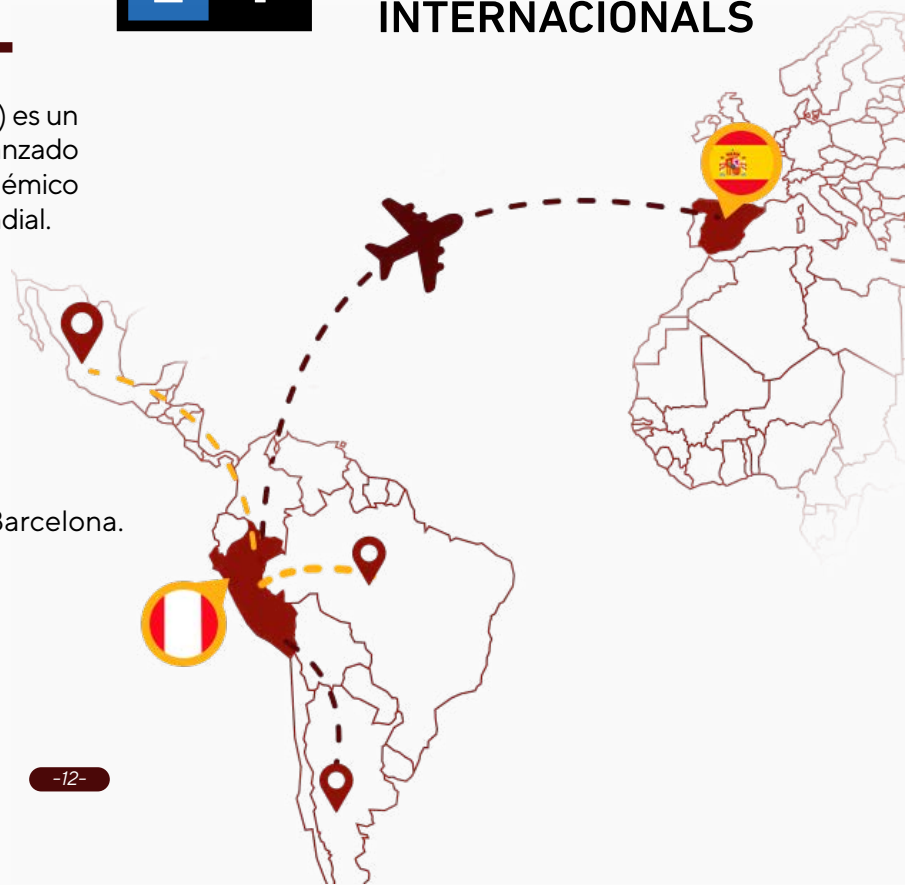 INTERNACIONALS
) es un
nzado
émico
dial.
Barcelona.
-12-